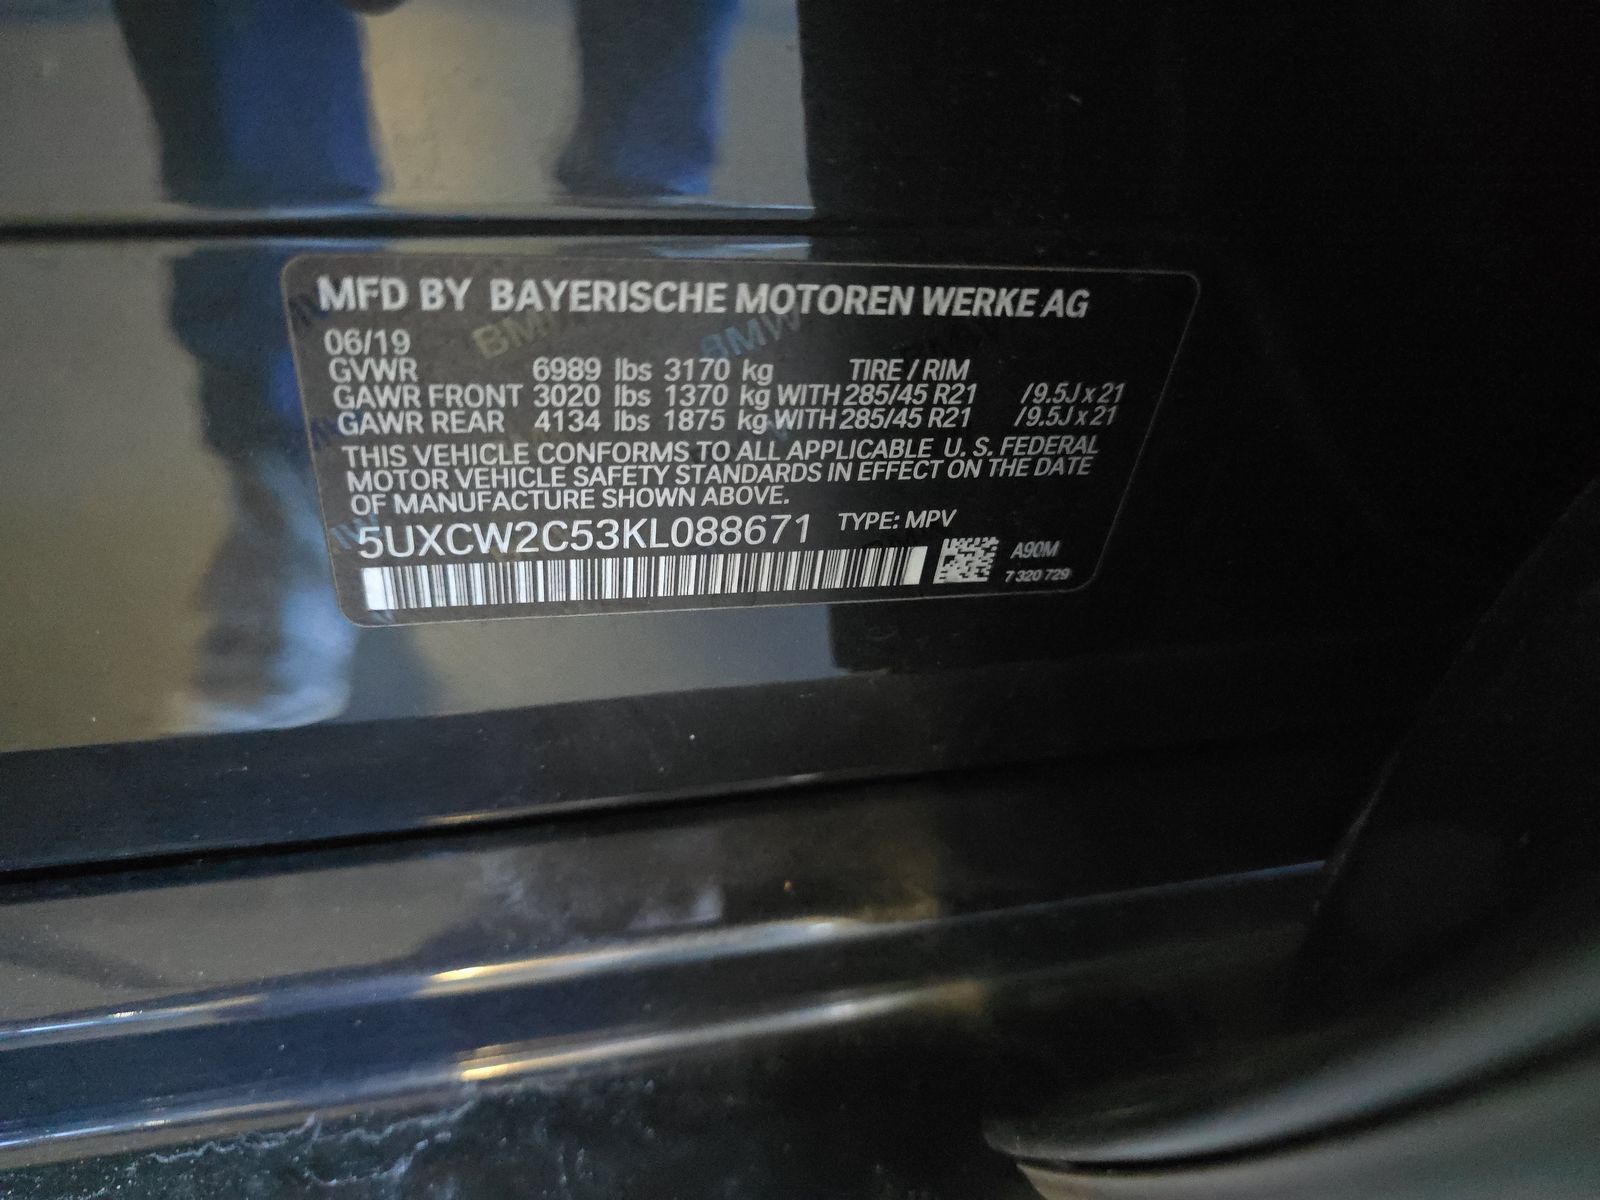 MFD BY BAYERISCHE MOTOREN WERKE AG
06/19
GVWR 6989 lbs 3170 kg TIRE / RIM
GAWR FRONT 3020 lbs 1370 kg WITH 285/45 R21 /9.5J x 21
GAWR REAR 4134 lbs 1875 kg WITH 285/45 R21 /9.5J x 21
THIS VEHICLE CONFORMS TO ALL APPLICABLE U. S. FEDERAL
MOTOR VEHICLE SAFETY STANDARDS IN EFFECT ON THE DATE
OF MANUFACTURE SHOWN ABOVE.
5UXCW2C53KL088671 TYPE: MPV
A90M
7 320 729
BMW
BMW